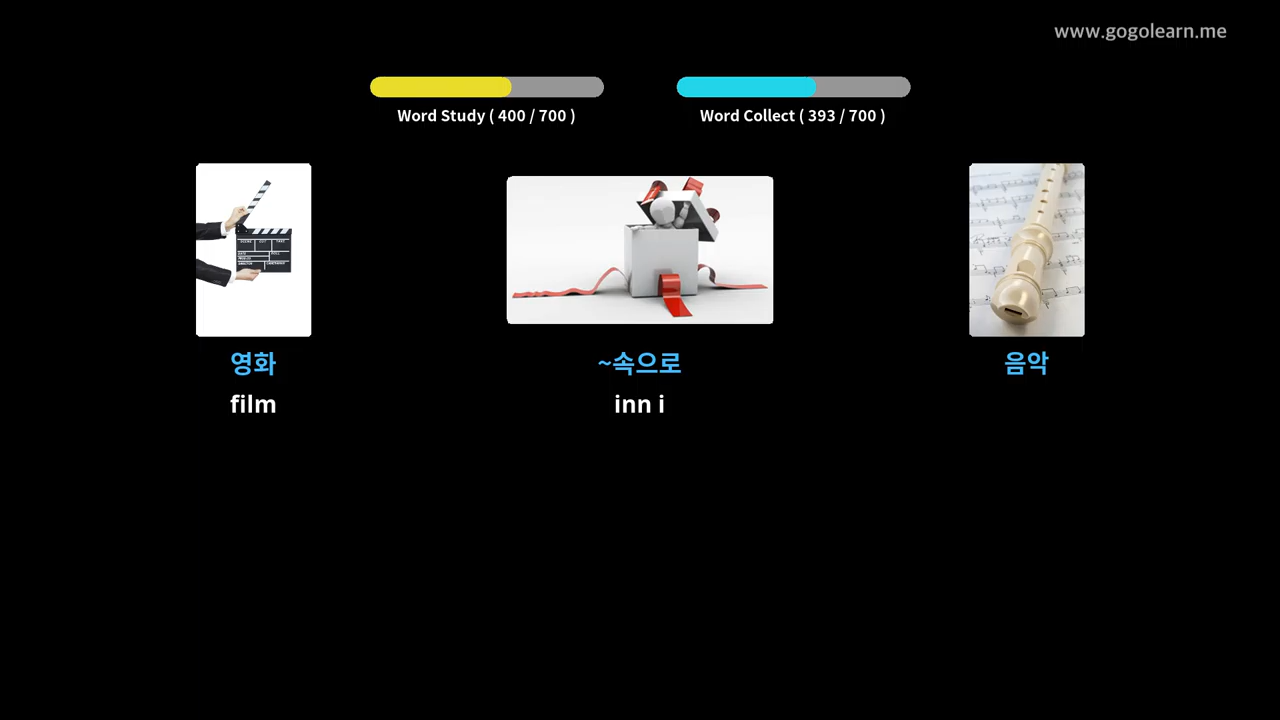 www.gogolearn.me
Word Study ( 400 / 700 )
Word Collect ( 393 / 700 )
영화
~속으로
음악
film
inn i